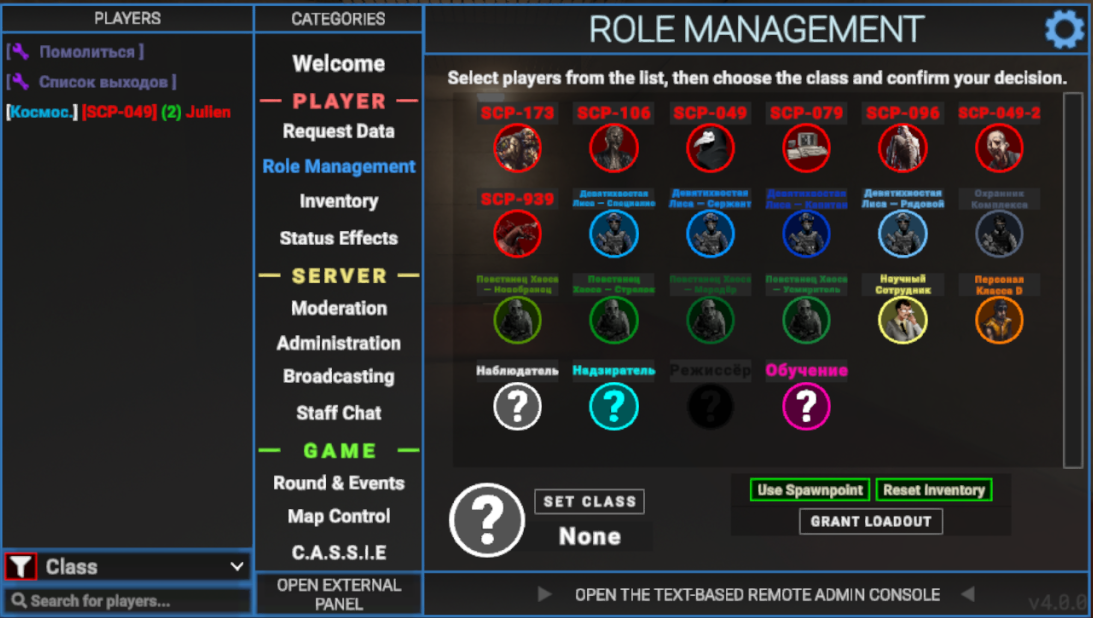 PLAYERS
[ Помолиться ]
[ Список выходов ]
[Космос.] [SCP-049] (2) Julien
Class
Search for players...
CATEGORIES
Welcome
PLAYER
Request Data
Role Management
Inventory
Status Effects
SERVER
Moderation
Administration
Broadcasting
Staff Chat
GAME
Round & Events
Map Control
C.A.S.S.I.E
OPEN EXTERNAL
PANEL
ROLE MANAGEMENT
Select players from the list, then choose the class and confirm your decision.
SCP-173 SCP-106 SCP-049 SCP-079 SCP-096 SCP-049-2
SCP-939
Девятихвостая
Лиса — Специалис
Девятихвостая
Лиса — Сержант
Девятихвостая
Лиса — Капитан
Девятихвостая
Лиса — Рядовой
Охранник
Комплекса
Повстанец Хаоса
— Новобранец
Повстанец
Хаоса — Стрелок
Повстанец Хаоса
— Мародёр
Повстанец Хаоса
— Усмиритель
Научный
Сотрудник
Персонал
Класса D
Наблюдатель Надзиратель Режиссёр Обучение
? ? ? ?
?
SET CLASS
None
Use Spawnpoint Reset Inventory
GRANT LOADOUT
OPEN THE TEXT-BASED REMOTE ADMIN CONSOLE
v4.0.0